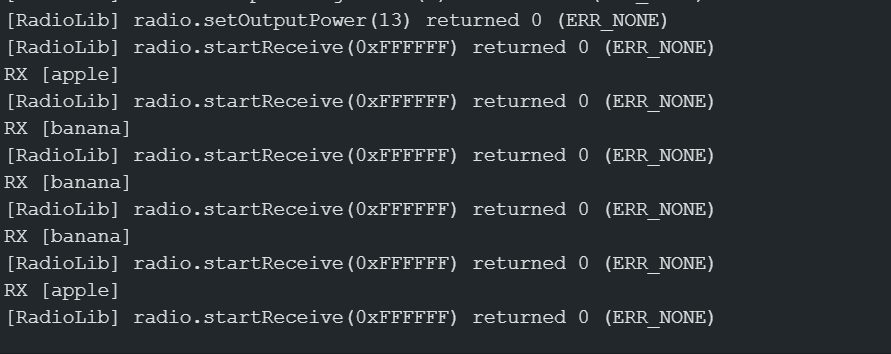 [RadioLib] radio.setOutputPower(13) returned 0 (ERR_NONE)
[RadioLib] radio.startReceive(0xFFFFFF) returned 0 (ERR_NONE)
RX [apple]
[RadioLib] radio.startReceive(0xFFFFFF) returned 0 (ERR_NONE)
RX [banana]
[RadioLib] radio.startReceive(0xFFFFFF) returned 0 (ERR_NONE)
RX [banana]
[RadioLib] radio.startReceive(0xFFFFFF) returned 0 (ERR_NONE)
RX [banana]
[RadioLib] radio.startReceive(0xFFFFFF) returned 0 (ERR_NONE)
RX [apple]
[RadioLib] radio.startReceive(0xFFFFFF) returned 0 (ERR_NONE)